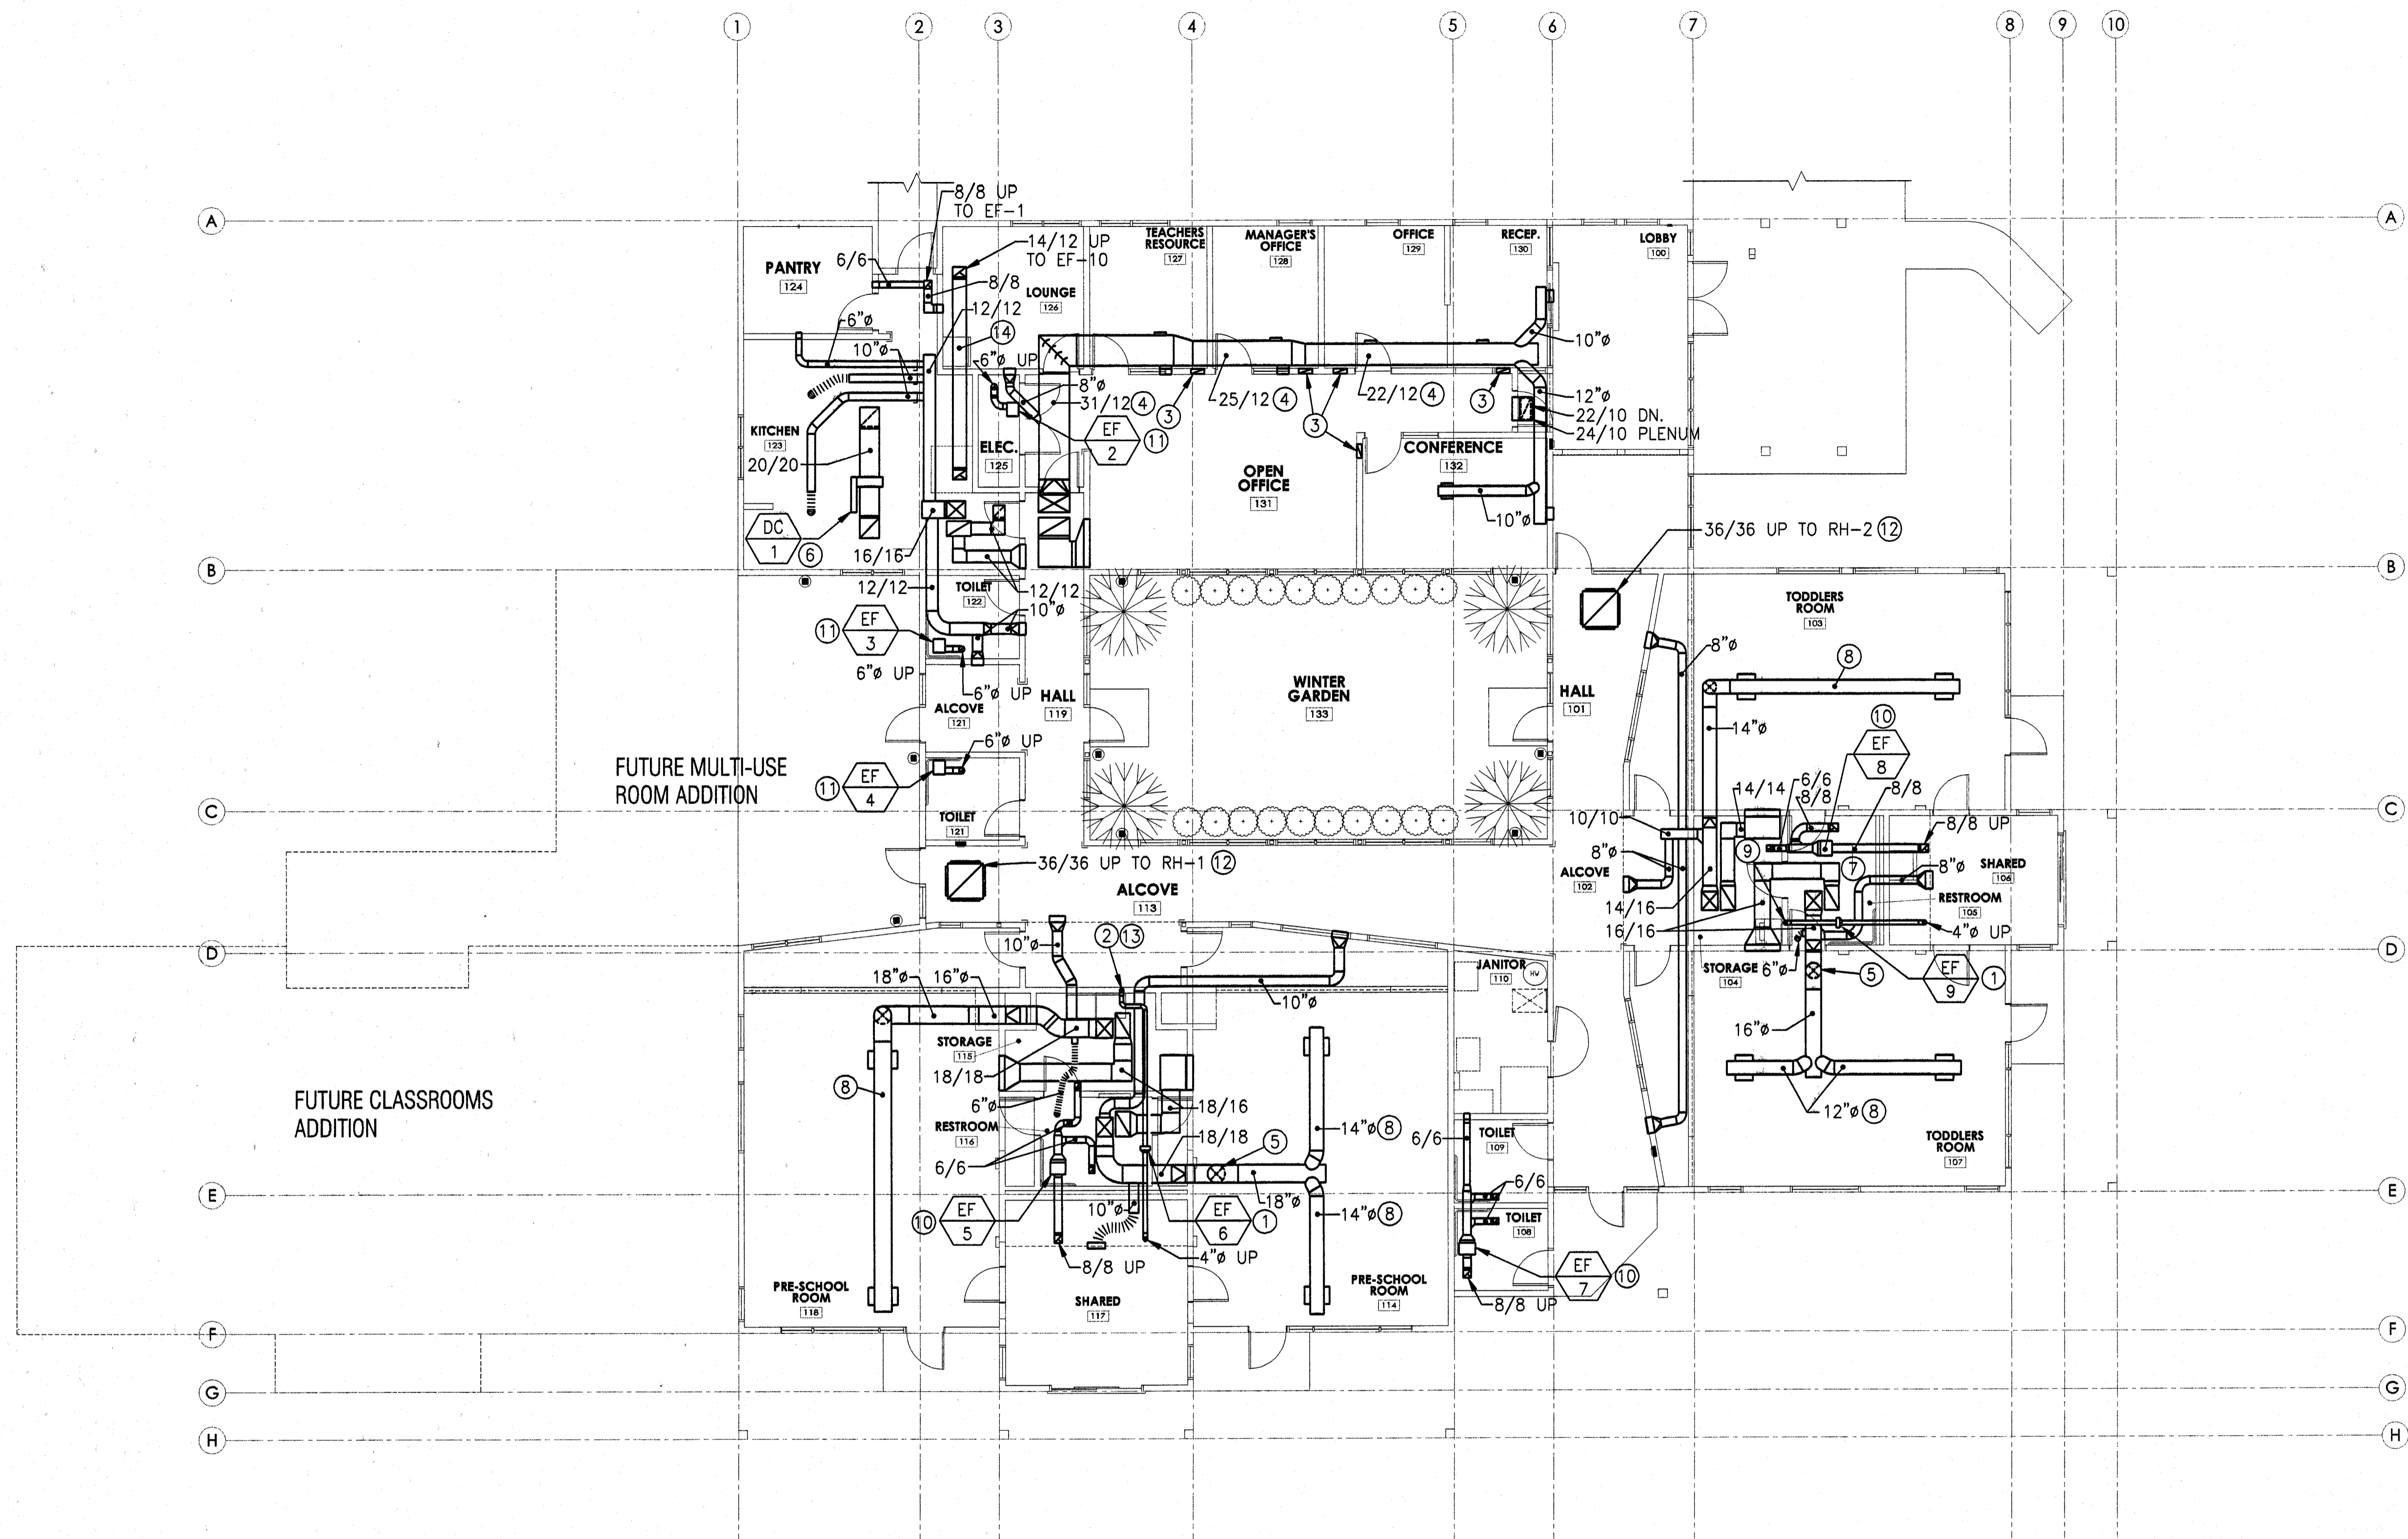 1
2
3
4
5
6
7
8
9
10
A
A
8/8 UP
TO EF-1
14/12 UP
TO EF-10
PANTRY
124
6/6
8/8
12/12
LOUNGE
126
14
TEACHERS
RESOURCE
127
MANAGER'S
OFFICE
128
OFFICE
129
RECEP.
130
LOBBY
100
6"ø
10"ø
6"ø UP
8"ø
31/12 4
EF
2
11
3
25/12 4
3
22/12 4
3
10"ø
12"ø
22/10 DN.
24/10 PLENUM
KITCHEN
123
20/20
ELEC.
125
OPEN
OFFICE
131
CONFERENCE
132
10"ø
DC
1
6
16/16
36/36 UP TO RH-2 12
B
B
12/12
TOILET
122
12/12
10"ø
11
EF
3
6"ø UP
6"ø UP
TODDLERS
ROOM
103
8"ø
8
ALCOVE
121
HALL
119
WINTER
GARDEN
133
HALL
101
14"ø
10
EF
8
6"ø UP
11
EF
4
FUTURE MULTI-USE
ROOM ADDITION
C
C
TOILET
121
14/14
6/6
8/8
8/8
10/10
8/8 UP
9
7
8"ø
8"ø
SHARED
106
36/36 UP TO RH-1 12
ALCOVE
113
ALCOVE
102
14/16
16/16
RESTROOM
105
4"ø UP
D
D
10"ø
2
13
18"ø
16"ø
10"ø
JANITOR
110
HW
STORAGE
104
6"ø
5
EF
9
1
16"ø
STORAGE
115
18/18
8
6"ø
18/16
RESTROOM
116
18/18
5
14"ø 8
12"ø 8
FUTURE CLASSROOMS
ADDITION
6/6
6/6
TOILET
109
TODDLERS
ROOM
107
E
E
10
EF
5
10"ø
EF
6
1
18"ø
14"ø 8
6/6
TOILET
108
8/8 UP
4"ø UP
EF
7
10
8/8 UP
PRE-SCHOOL
ROOM
118
SHARED
117
PRE-SCHOOL
ROOM
114
F
F
G
G
H
H